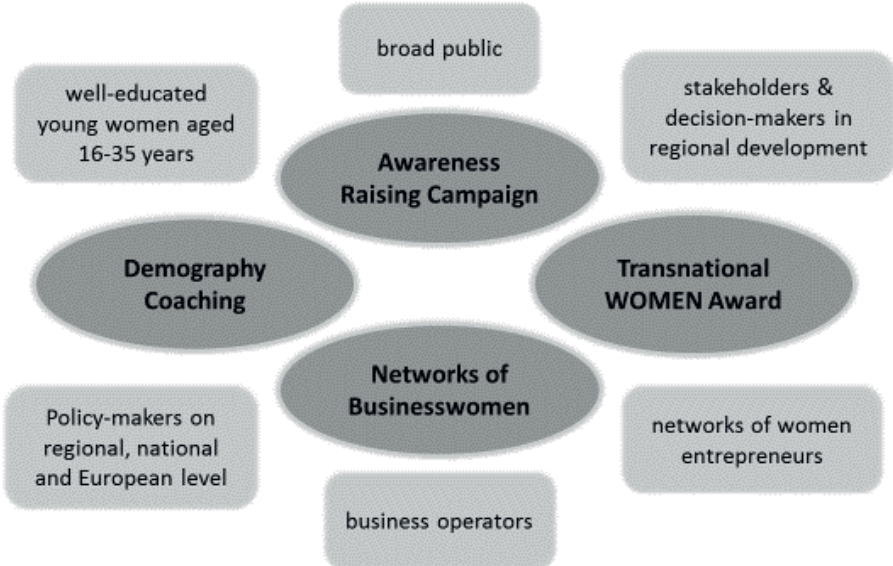 broad public
well-educated
young women aged
16-35 years
stakeholders &
decision-makers in
regional development
Awareness
Raising Campaign
Demography
Coaching
Transnational
WOMEN Award
Networks of
Businesswomen
Policy-makers on
regional, national
and European level
networks of women
entrepreneurs
business operators